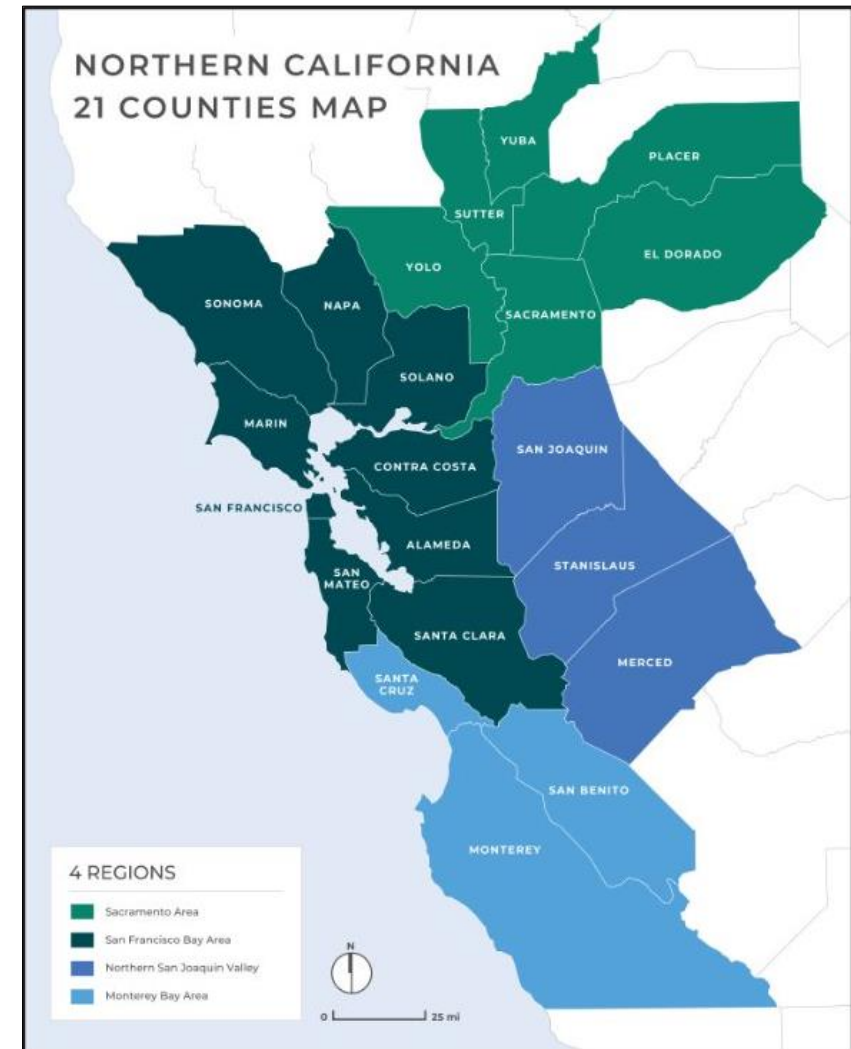 NORTHERN CALIFORNIA
21 COUNTIES MAP
YUBA
PLACER
SUTTER
EL DORADO
YOLO
SONOMA
NAPA
SACRAMENTO
SOLANO
MARIN
SAN JOAQUIN
CONTRA COSTA
SAN FRANCISCO
ALAMEDA
STANISLAUS
SAN
MATEO
SANTA CLARA
MERCED
SANTA
CRUZ
SAN BENITO
MONTEREY
4 REGIONS
Sacramento Area
San Francisco Bay Area
Northern San Joaquin Valley
Monterey Bay Area
N
0 25 mi